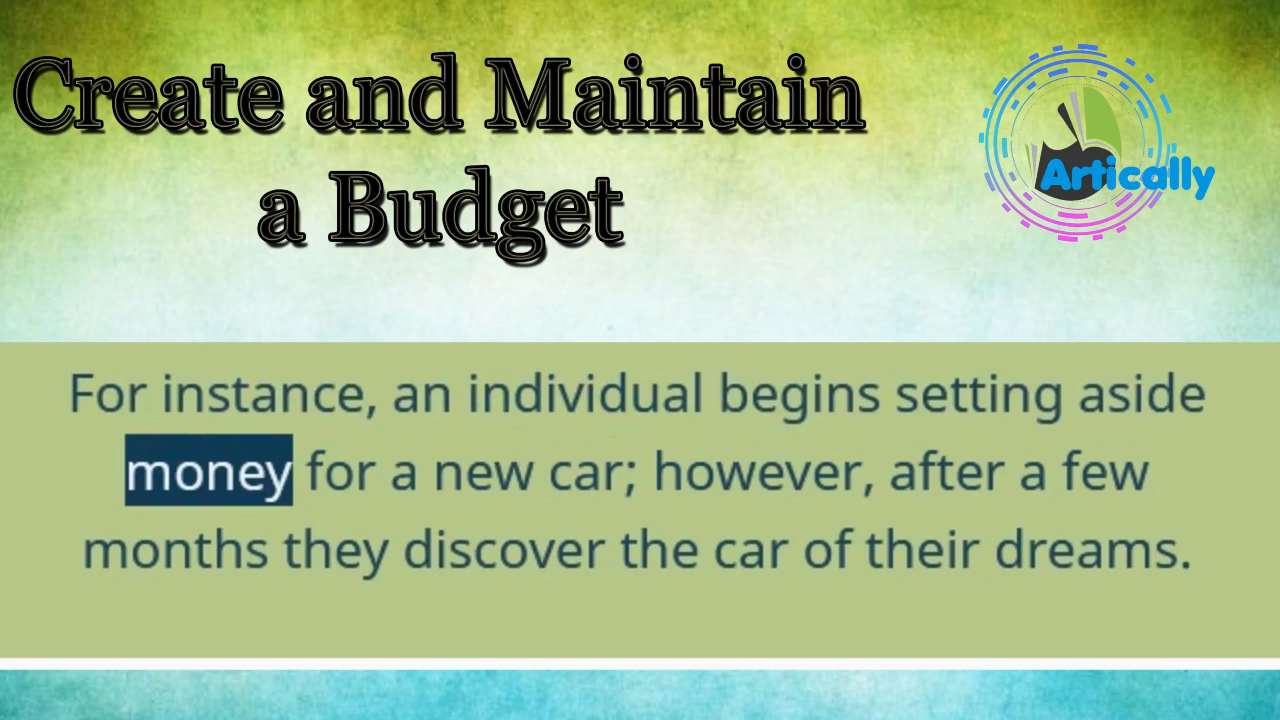 Create and Maintain
a Budget
Artically
For instance, an individual begins setting aside
money for a new car; however, after a few
months they discover the car of their dreams.